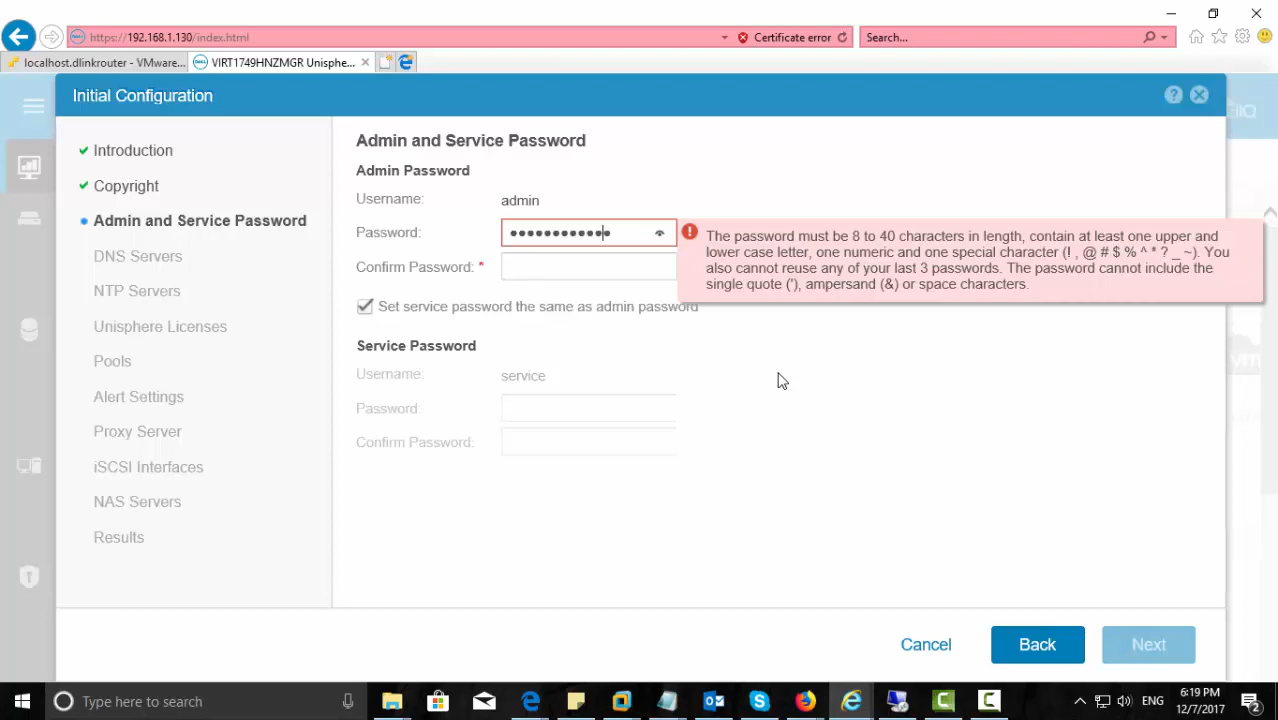 https://192.168.1.130/index.html
Certificate error
Search...
localhost.dlinkrouter - VMware...
VIRT1749HNZMGR Unisphe...
Initial Configuration
Introduction
Copyright
Admin and Service Password
DNS Servers
NTP Servers
Unisphere Licenses
Pools
Alert Settings
Proxy Server
iSCSI Interfaces
NAS Servers
Results
Admin and Service Password
Admin Password
Username: admin
Password: ●●●●●●●●●●●●
Confirm Password: *
The password must be 8 to 40 characters in length, contain at least one upper and
lower case letter, one numeric and one special character (! , @ # $ % ^ * ? _ ~). You
also cannot reuse any of your last 3 passwords. The password cannot include the
single quote ('), ampersand (&) or space characters.
Set service password the same as admin password
Service Password
Username: service
Password:
Confirm Password:
Cancel
Back
Next
Type here to search
ENG
6:19 PM
12/7/2017
2